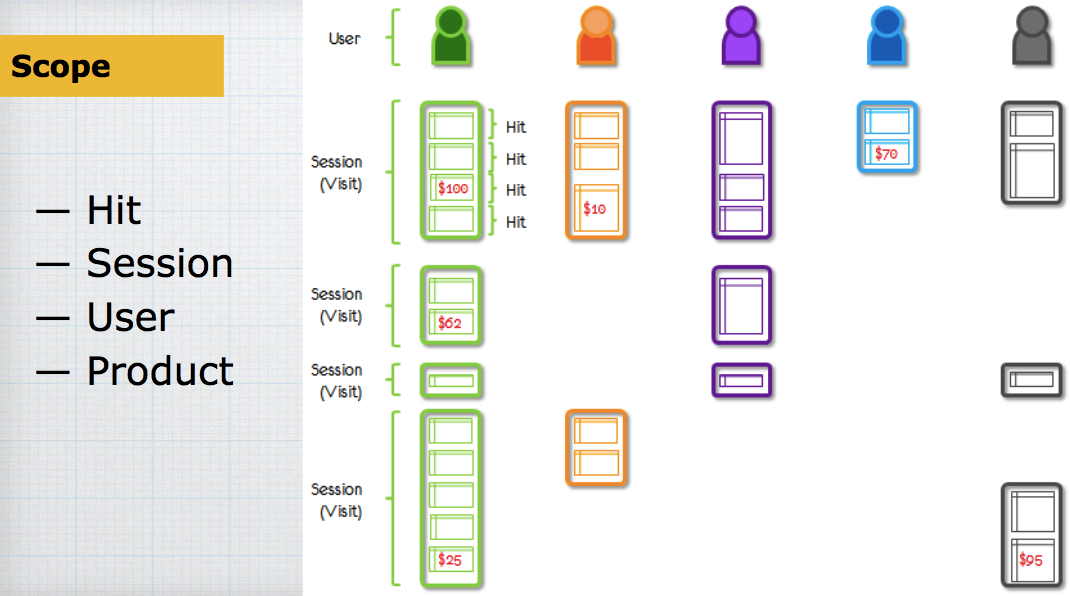 Scope
— Hit
— Session
— User
— Product
User
Session
(Visit)
Hit
Hit
Hit
Hit
$100
$10
$70
Session
(Visit)
$62
Session
(Visit)
Session
(Visit)
$25
$95